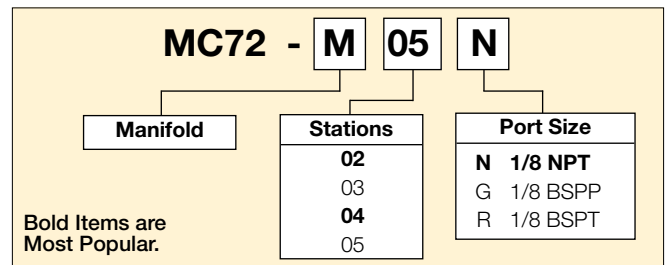 MC72 - M 05 N
Manifold
Stations
02
03
04
05
Port Size
N 1/8 NPT
G 1/8 BSPP
R 1/8 BSPT
Bold Items are
Most Popular.